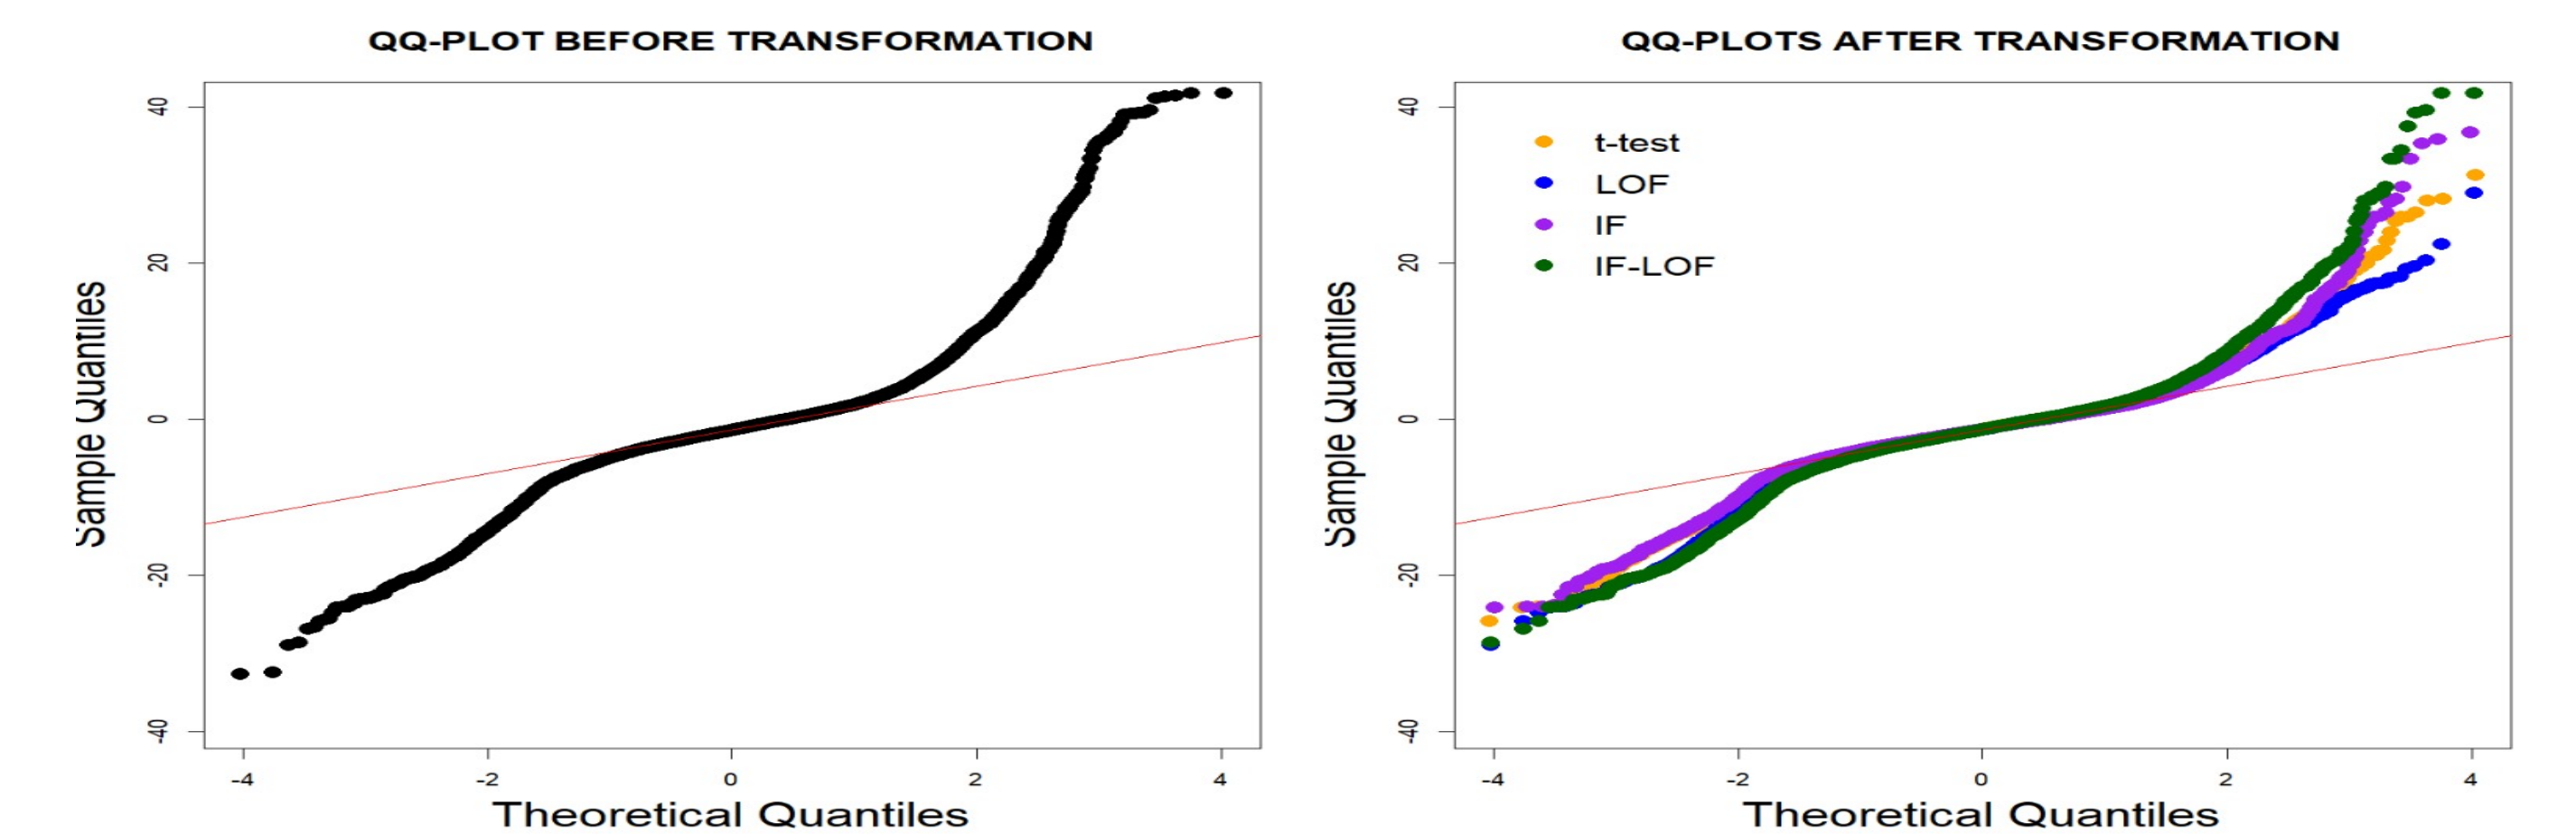 QQ-PLOT BEFORE TRANSFORMATION
Sample Quantiles
40
20
0
-20
-40
-4 -2 0 2 4
Theoretical Quantiles
QQ-PLOTS AFTER TRANSFORMATION
Sample Quantiles
40
20
0
-20
-40
t-test
LOF
IF
IF-LOF
-4 -2 0 2 4
Theoretical Quantiles